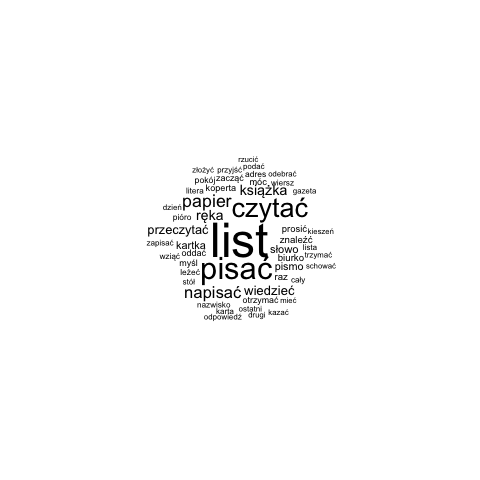 rzucić
podać
złożyć przyjść
adres odebrać
pokój zacząć
móc wiersz
litera koperta książka gazeta
papier czytać
dzień
pióro ręka
przeczytać list prosić kieszeń
znaleźć
zapisać kartka słowo lista
wziąć oddać biurko trzymać
myśl pisać pismo schować
leżeć raz
stół cały
napisać wiedzieć
nazwisko otrzymać mieć
karta ostatni
odpowiedź drugi kazać